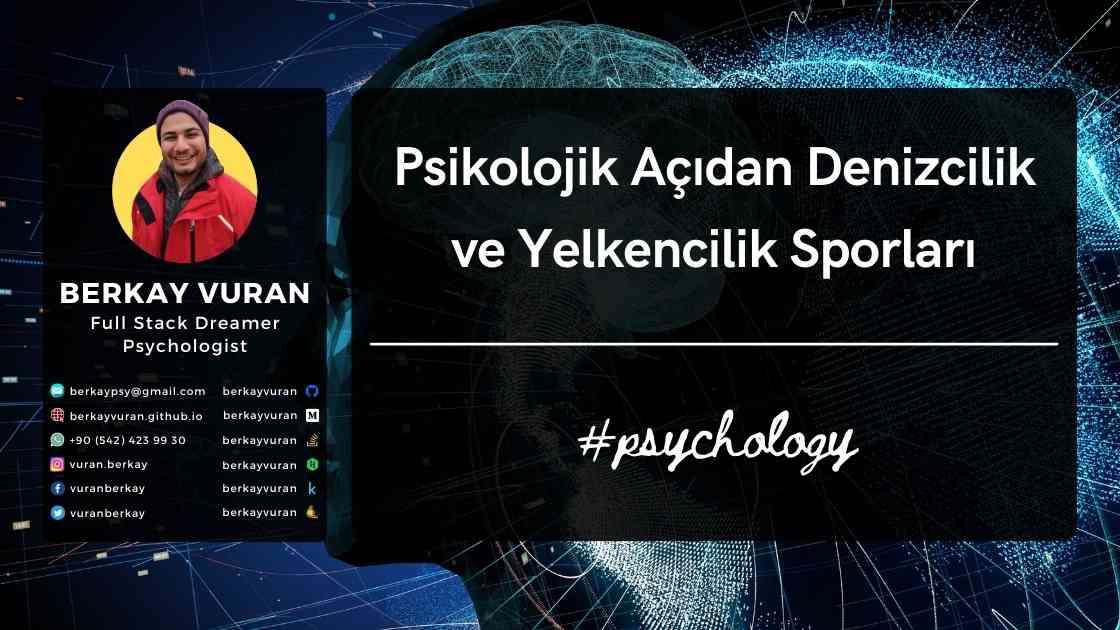 BERKAY VURAN
Full Stack Dreamer
Psychologist
berkaypsy@gmail.com
berkayvuran
berkayvuran.github.io
berkayvuran
+90 (542) 423 99 30
berkayvuran
vuran.berkay
berkayvuran
vuranberkay
berkayvuran
vuranberkay
berkayvuran
Psikolojik Açıdan Denizcilik
ve Yelkencilik Sporları
#psychology